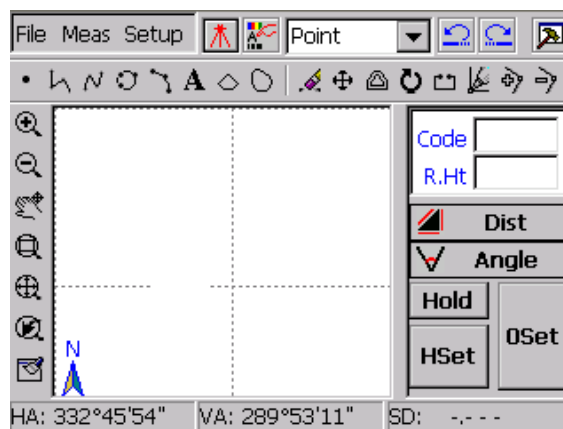 File Meas Setup Point
A
Code
R.Ht
Dist
Angle
Hold
HSet
0Set
N
HA: 332°45'54" VA: 289°53'11" SD: -.---